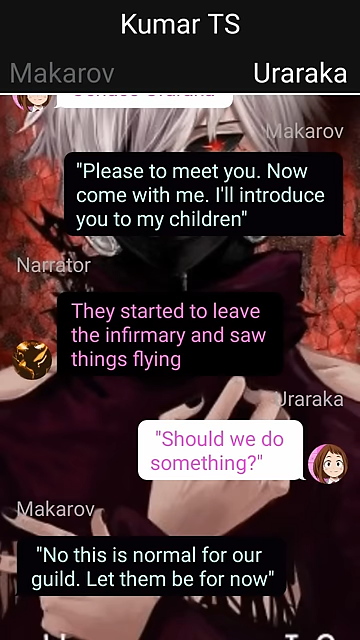 Kumar TS
Makarov
Uraraka
Makarov
"Please to meet you. Now
come with me. I'll introduce
you to my children"
Narrator
They started to leave
the infirmary and saw
things flying
Uraraka
"Should we do
something?"
Makarov
"No this is normal for our
guild. Let them be for now"